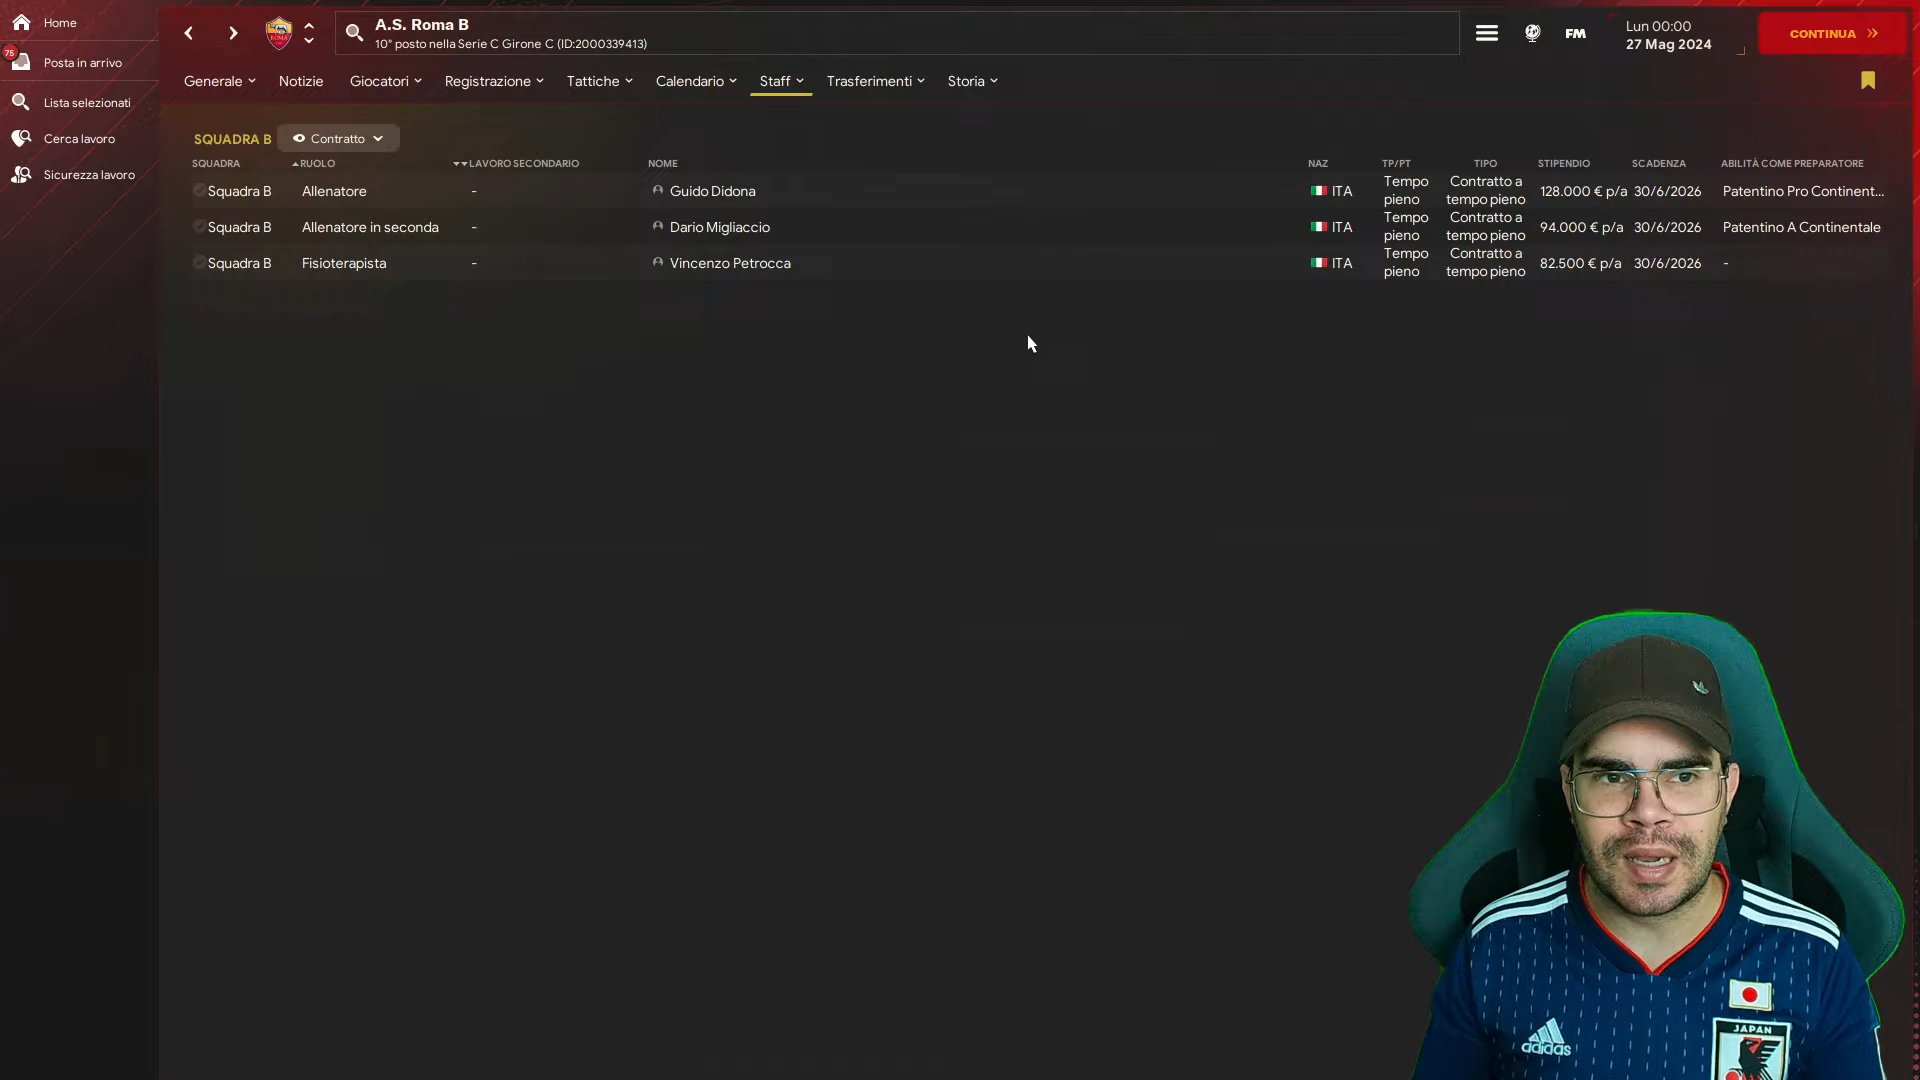 Home
75
Posta in arrivo
Lista selezionati
Cerca lavoro
Sicurezza lavoro
A.S. Roma B
10° posto nella Serie C Girone C (ID:2000339413)
FM
Lun 00:00
27 Mag 2024
CONTINUA
Generale Notizie Giocatori Registrazione Tattiche Calendario Staff Trasferimenti Storia
SQUADRA B Contratto
SQUADRA RUOLO LAVORO SECONDARIO NOME NAZ TP/PT TIPO STIPENDIO SCADENZA ABILITÀ COME PREPARATORE
Squadra B Allenatore - Guido Didona ITA Tempo pieno Contratto a tempo pieno 128.000 € p/a 30/6/2026 Patentino Pro Continent...
Squadra B Allenatore in seconda - Dario Migliaccio ITA Tempo pieno Contratto a tempo pieno 94.000 € p/a 30/6/2026 Patentino A Continentale
Squadra B Fisioterapista - Vincenzo Petrocca ITA Tempo pieno Contratto a tempo pieno 82.500 € p/a 30/6/2026 -
adidas
JAPAN